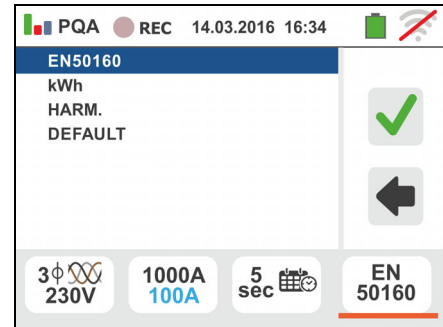 PQA REC 14.03.2016 16:34
EN50160
kWh
HARM.
DEFAULT
3ϕ 1000A 5 EN
230V 100A sec 50160